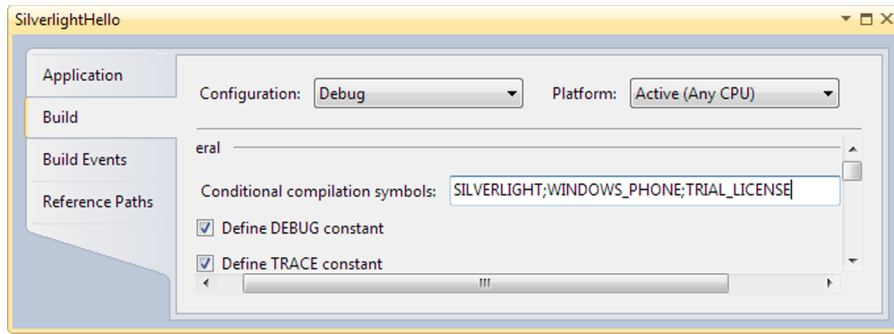 SilverlightHello
Application
Build
Build Events
Reference Paths
Configuration: Debug Platform: Active (Any CPU)
eral
Conditional compilation symbols: SILVERLIGHT;WINDOWS_PHONE;TRIAL_LICENSE
Define DEBUG constant
Define TRACE constant